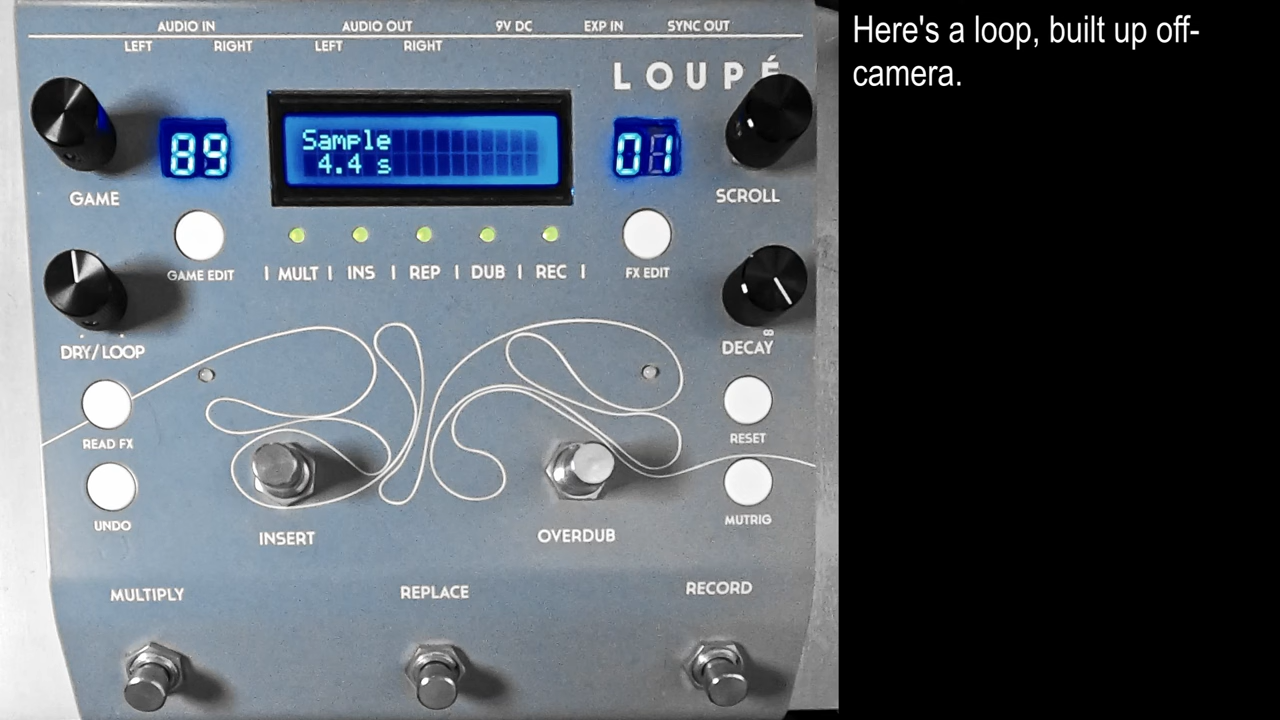 AUDIO IN AUDIO OUT 9V DC EXP IN SYNC OUT
LEFT RIGHT LEFT RIGHT
LOUPÉ
Here's a loop, built up off-
camera.
89
Sample
4.4 s
01
GAME
SCROLL
GAME EDIT
| MULT | INS | REP | DUB | REC |
FX EDIT
∞
DRY/LOOP
DECAY
READ FX
RESET
UNDO
MUTRIG
INSERT
OVERDUB
MULTIPLY
REPLACE
RECORD